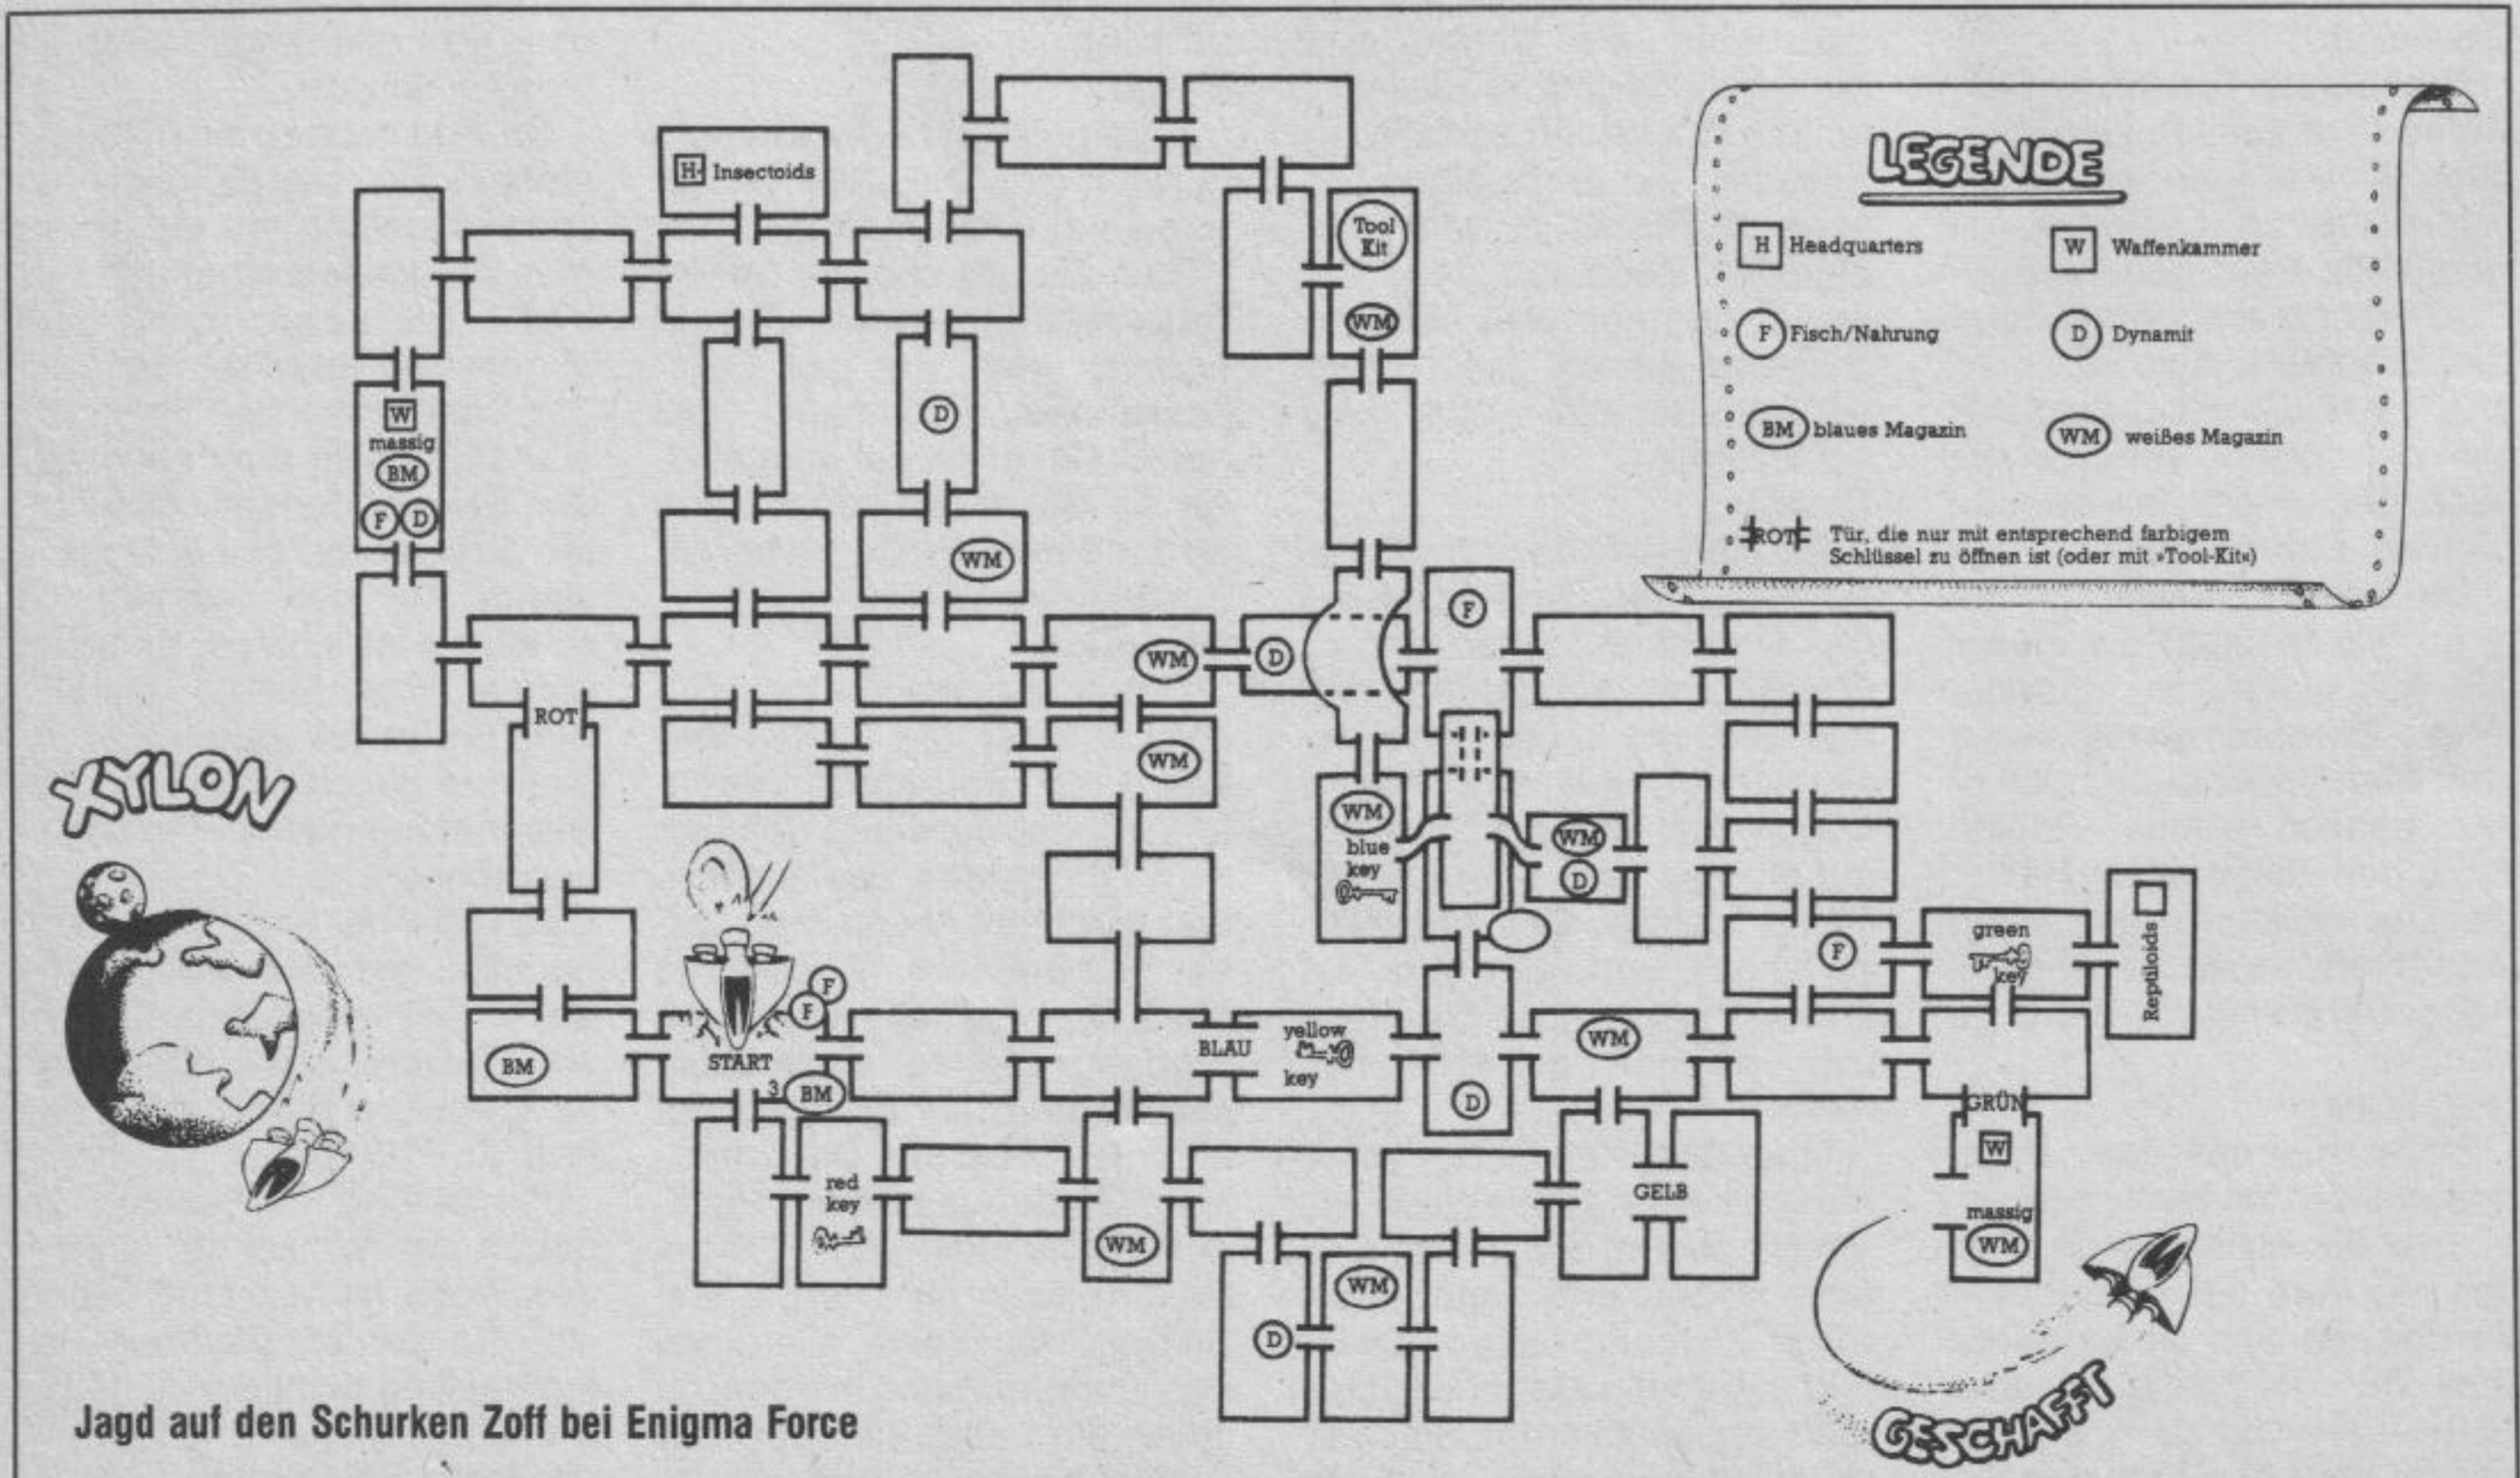 H Insectoids
Tool
Kit
WM
LEGENDE
H Headquarters
W Waffenkammer
F Fisch/Nahrung
D Dynamit
BM blaues Magazin
WM weißes Magazin
ROT Tür, die nur mit entsprechend farbigem
Schlüssel zu öffnen ist (oder mit »Tool-Kit«)
W
massig
BM
F D
D
WM
WM
D
F
ROT
WM
XYLON
WM
blue
key
WM
D
F
green
key
Reptiloids
F
F
BM
START
3 BM
BLAU
yellow
key
D
WM
GRÜN
W
massig
WM
red
key
WM
GELB
D
WM
GESCHAFFT
Jagd auf den Schurken Zoff bei Enigma Force